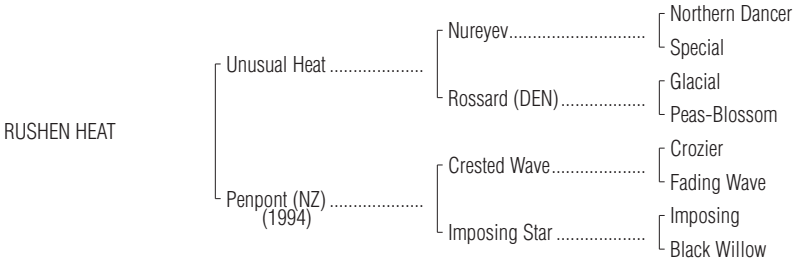 Northern Dancer
Nureyev..............................
Special
Unusual Heat ....................
Glacial
Rossard (DEN)..................
Peas-Blossom
RUSHEN HEAT
Crozier
Crested Wave....................
Fading Wave
Penpont (NZ) ....................
(1994)
Imposing
Imposing Star ...................
Black Willow